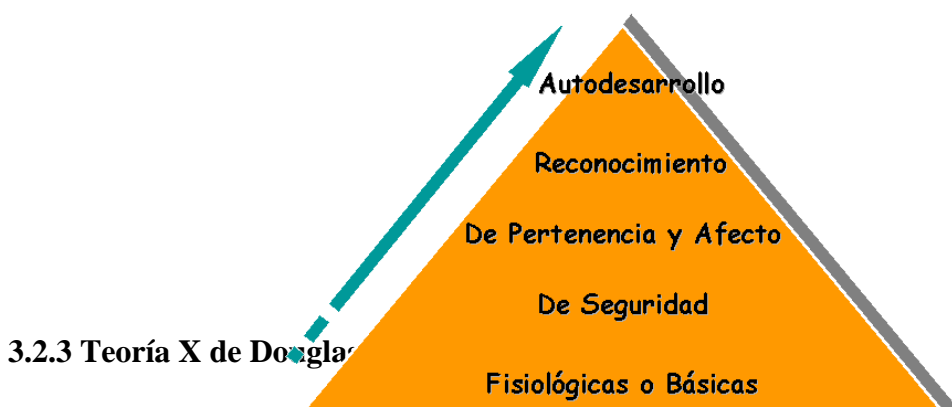 Autodesarrollo
Reconocimiento
De Pertenencia y Afecto
De Seguridad
3.2.3 Teoría X de
Fisiológicas o Básicas